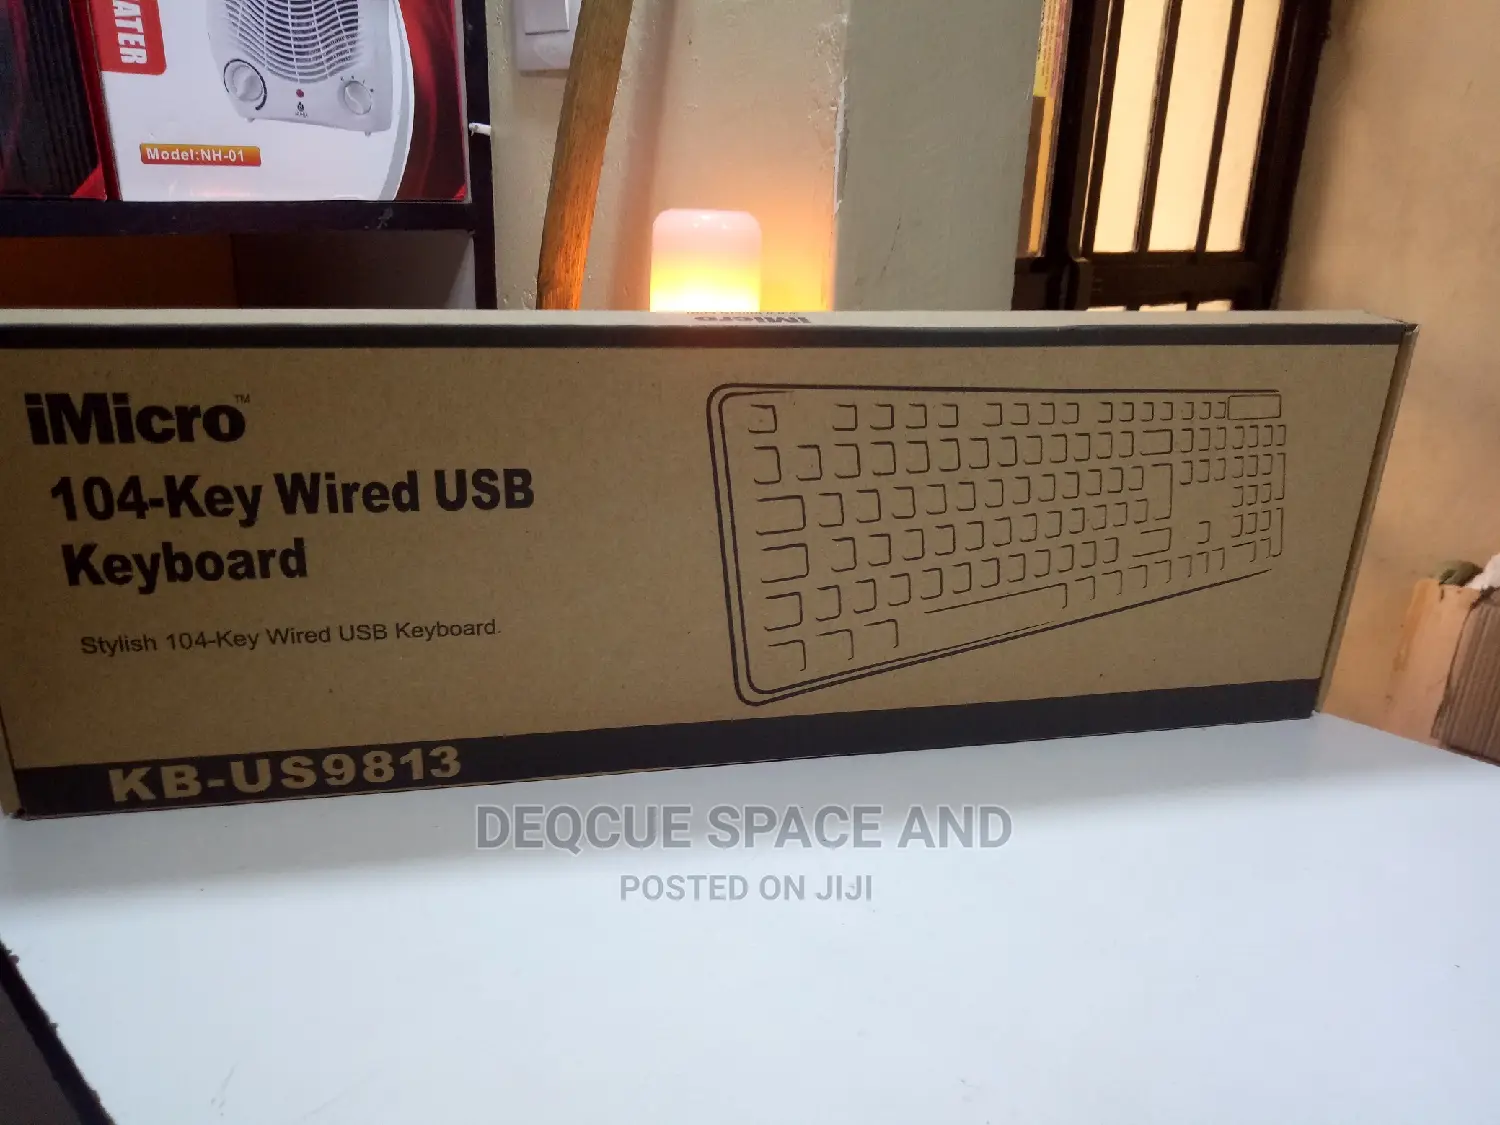 ATER
Model:NH-01
iMicro
iMicro™
104-Key Wired USB
Keyboard
Stylish 104-Key Wired USB Keyboard.
KB-US9813
DEQCUE SPACE AND
POSTED ON JIJI